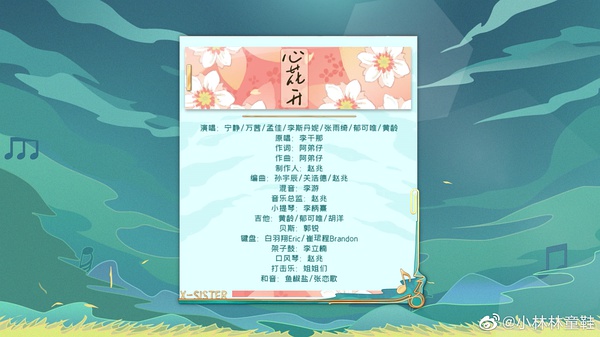 心花开
演唱：宁静/万茜/孟佳/李斯丹妮/张雨绮/郁可唯/黄龄
原唱：李千那
作词：阿弟仔
作曲：阿弟仔
制作人：赵兆
编曲：孙宇辰/关浩德/赵兆
混音：李游
音乐总监：赵兆
小提琴：李柄霖
吉他：黄龄/郁可唯/胡洋
贝斯：郭锐
键盘：白羽翔Eric/崔珺程Brandon
架子鼓：李立楠
口风琴：赵兆
打击乐：姐姐们
和音：鱼椒盐/张恋歌
X-SISTER
@小林林童鞋